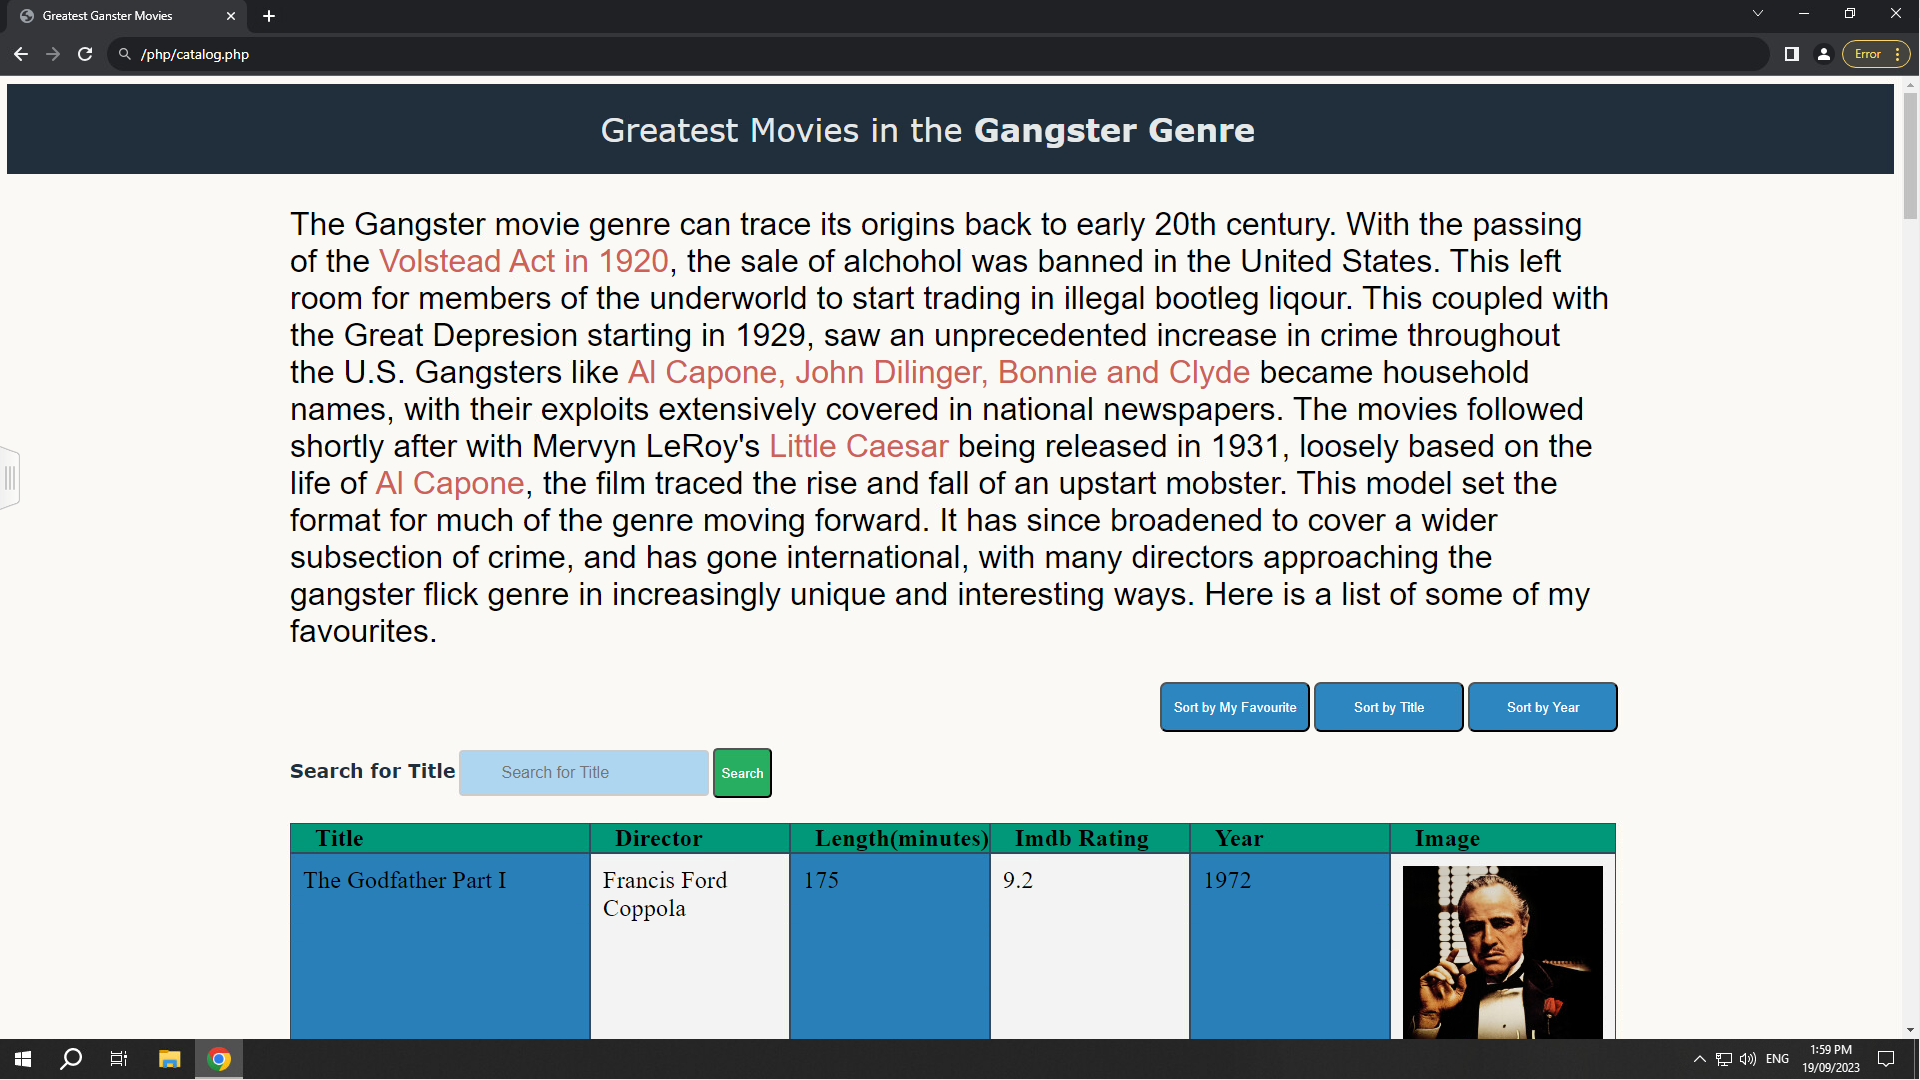 Greatest Ganster Movies
/php/catalog.php
Error
Greatest Movies in the Gangster Genre
The Gangster movie genre can trace its origins back to early 20th century. With the passing
of the Volstead Act in 1920, the sale of alchohol was banned in the United States. This left
room for members of the underworld to start trading in illegal bootleg liqour. This coupled with
the Great Depresion starting in 1929, saw an unprecedented increase in crime throughout
the U.S. Gangsters like Al Capone, John Dilinger, Bonnie and Clyde became household
names, with their exploits extensively covered in national newspapers. The movies followed
shortly after with Mervyn LeRoy's Little Caesar being released in 1931, loosely based on the
life of Al Capone, the film traced the rise and fall of an upstart mobster. This model set the
format for much of the genre moving forward. It has since broadened to cover a wider
subsection of crime, and has gone international, with many directors approaching the
gangster flick genre in increasingly unique and interesting ways. Here is a list of some of my
favourites.
Sort by My Favourite Sort by Title Sort by Year
Search for Title Search for Title Search
Title Director Length(minutes) Imdb Rating Year Image
The Godfather Part I Francis Ford 175 9.2 1972
Coppola
ENG 1:59 PM
19/09/2023